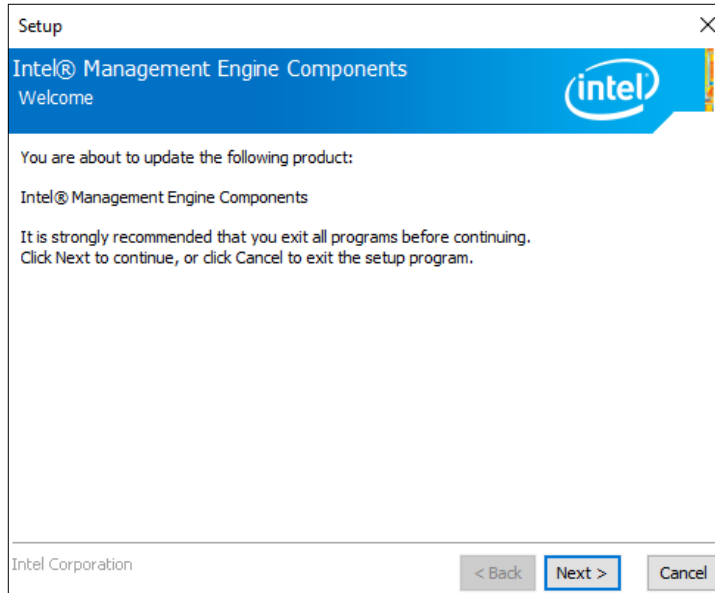 Setup
Intel® Management Engine Components
Welcome
intel
You are about to update the following product:
Intel® Management Engine Components
It is strongly recommended that you exit all programs before continuing.
Click Next to continue, or click Cancel to exit the setup program.
Intel Corporation
< Back Next > Cancel